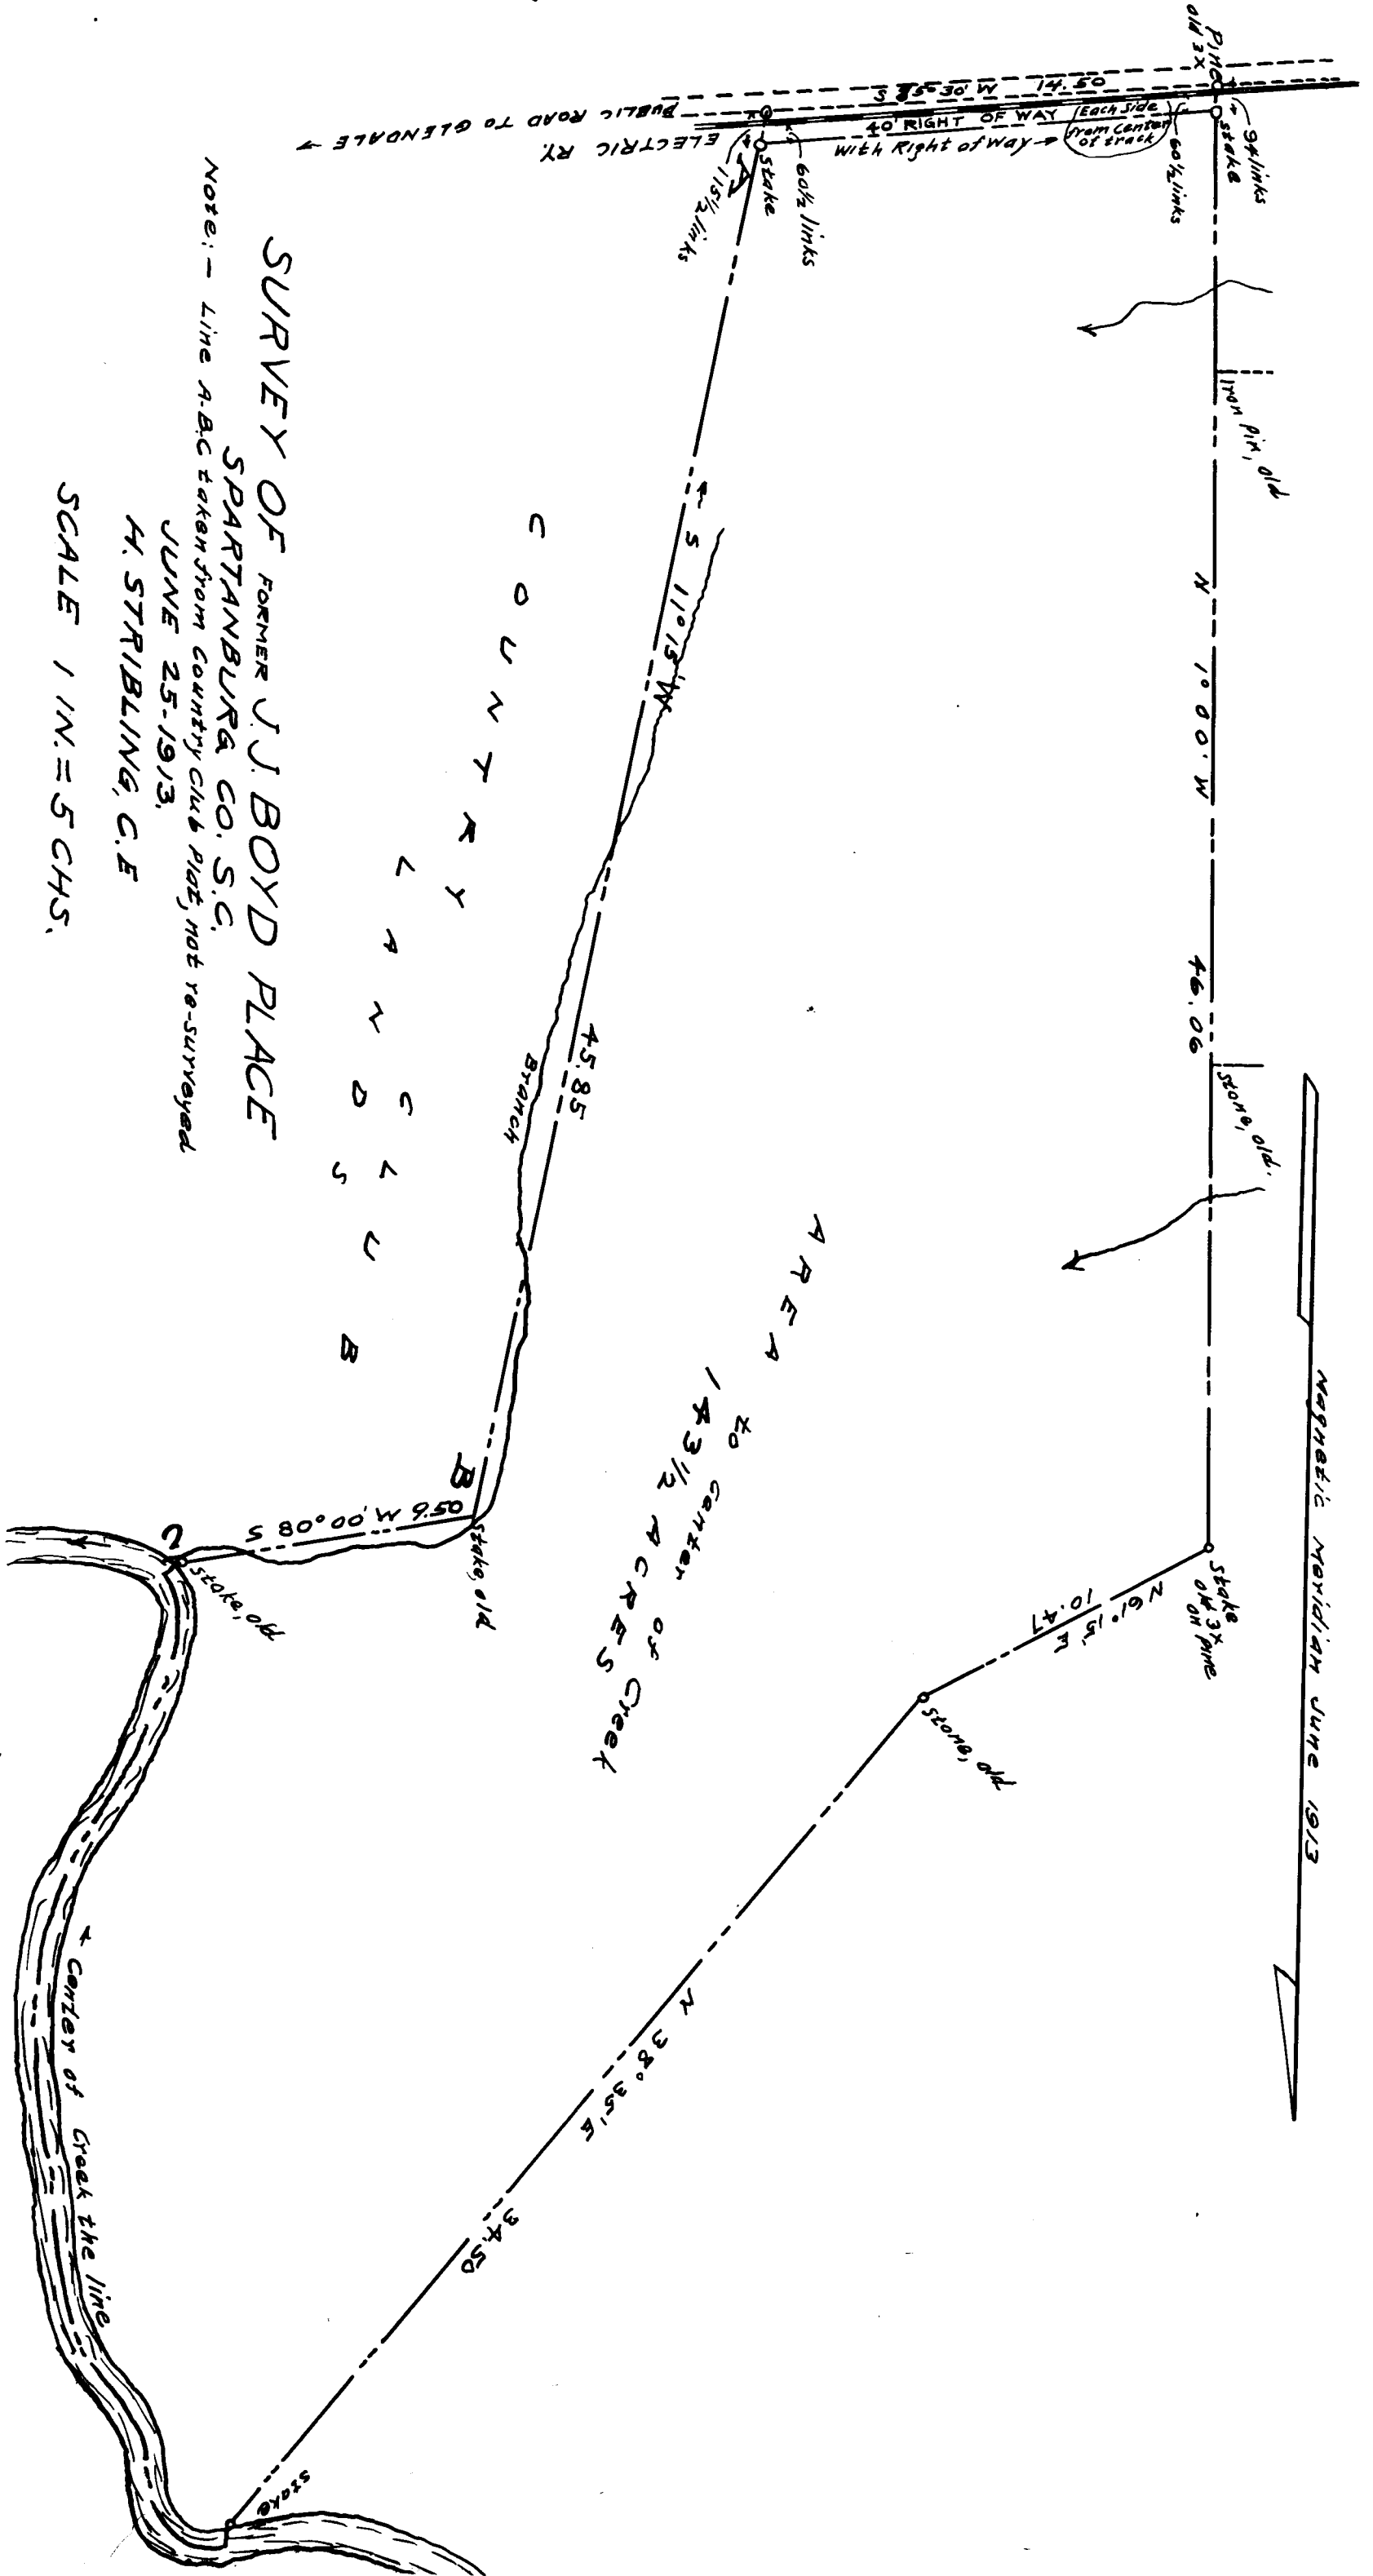 SURVEY OF FORMER J. J. BOYD PLACE
SPARTANBURG CO. S.C.
Note:- Line A-B-C taken from Country Club Plat, not re-surveyed
JUNE 25-1913.
H. STRIBLING, C.E
SCALE 1 IN. = 5 CHS.
Magnetic Meridian June 1913
Pine
old 3X
94 links
stake
60½ links
S 85° 30' W 14.50
40' RIGHT OF WAY
(Each side
from Center
of track)
With Right of Way →
PUBLIC ROAD TO GLENDALE →
ELECTRIC RY.
60½ links
stake
A
115½ links
Iron pin, old
N 1° 00' W 46.06
stone, old.
stake
old 3X
on pine
N 61° 15' E
10.47
stone, old
N 38° 35' E 34.50
stake
← S 11° 15' W 45.85
Branch
COUNTRY
CLUB
LANDS
AREA
to Center of Creek
143 1/2 ACRES
B
stake, old
S 80° 00' W 9.50
C
stake, old
← Center of Creek the line